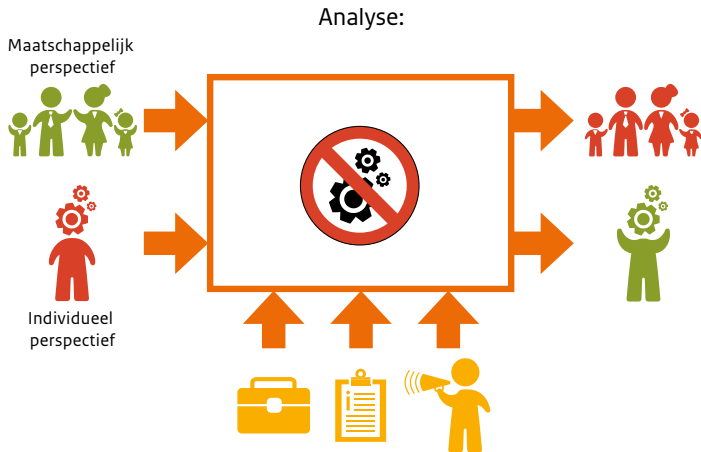 Analyse:
Maatschappelijk
perspectief
Individueel
perspectief